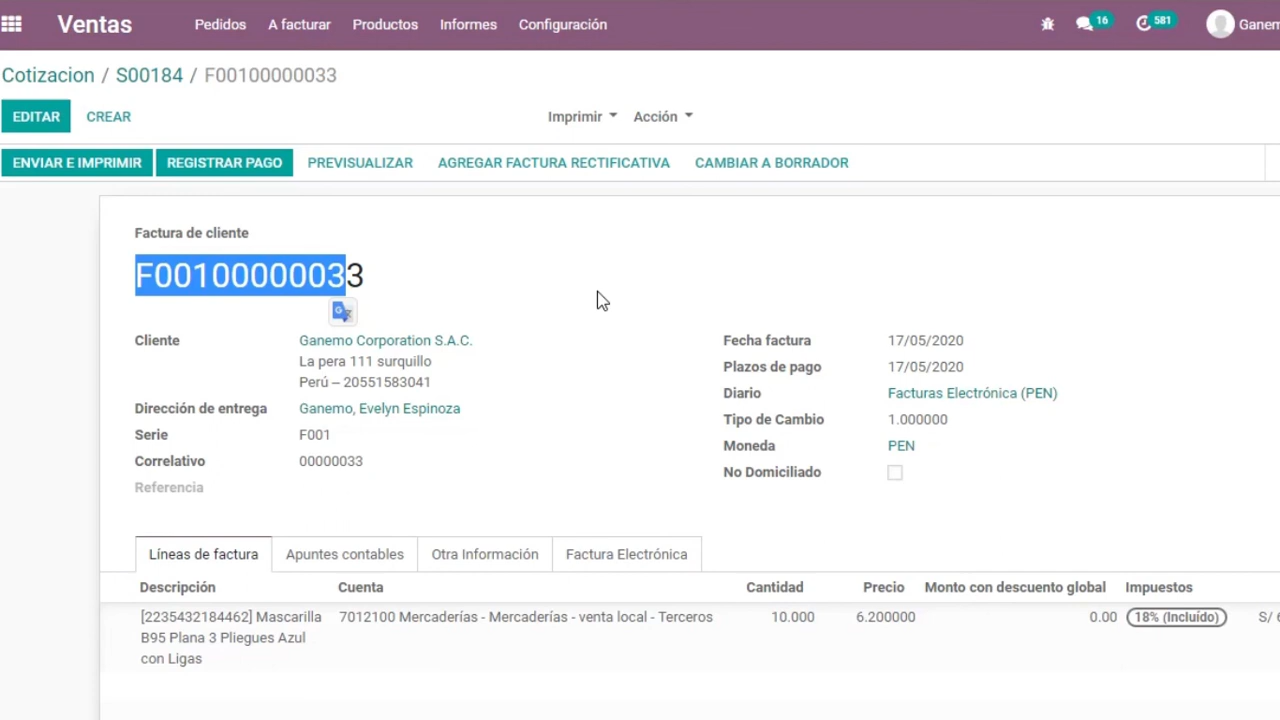 Ventas Pedidos A facturar Productos Informes Configuración 16 581 Ganem
Cotizacion / S00184 / F00100000033
EDITAR CREAR Imprimir Acción
ENVIAR E IMPRIMIR REGISTRAR PAGO PREVISUALIZAR AGREGAR FACTURA RECTIFICATIVA CAMBIAR A BORRADOR
Factura de cliente
F00100000033
Cliente Ganemo Corporation S.A.C. Fecha factura 17/05/2020
La pera 111 surquillo Plazos de pago 17/05/2020
Perú – 20551583041 Diario Facturas Electrónica (PEN)
Dirección de entrega Ganemo, Evelyn Espinoza Tipo de Cambio 1.000000
Serie F001 Moneda PEN
Correlativo 00000033 No Domiciliado
Referencia
Líneas de factura Apuntes contables Otra Información Factura Electrónica
Descripción Cuenta Cantidad Precio Monto con descuento global Impuestos
[2235432184462] Mascarilla 7012100 Mercaderías - Mercaderías - venta local - Terceros 10.000 6.200000 0.00 18% (Incluído) S/ 6
B95 Plana 3 Pliegues Azul
con Ligas